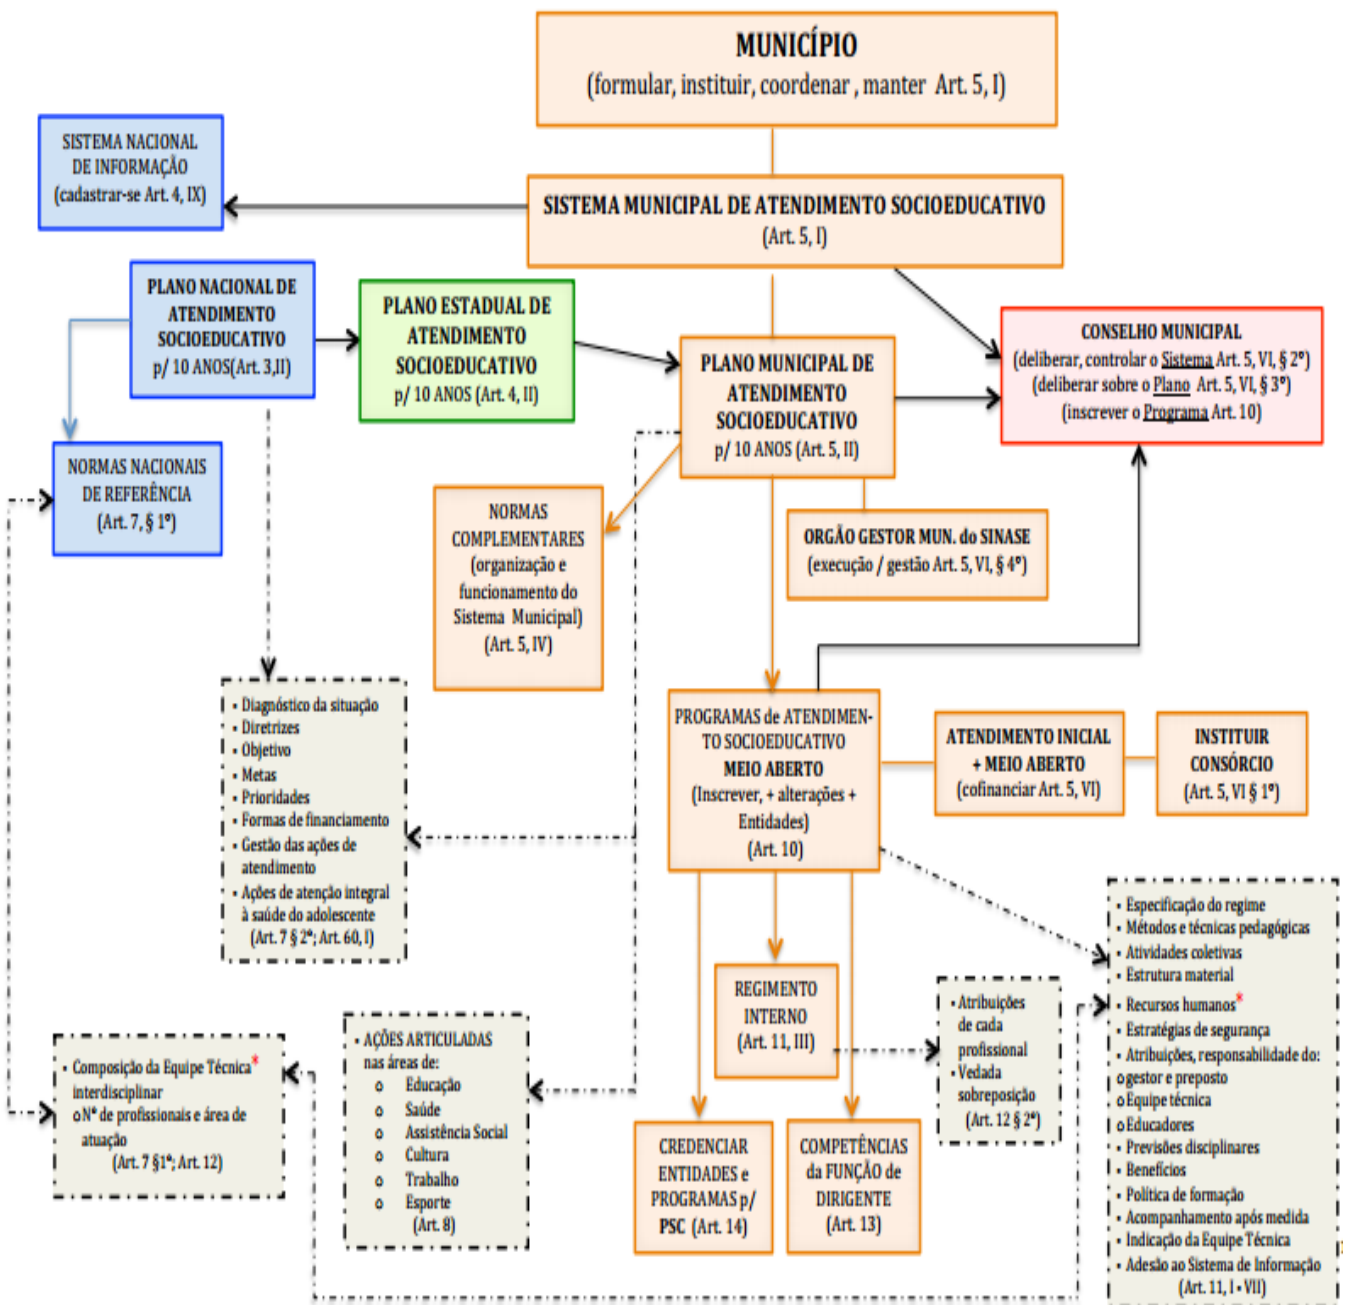 MUNICÍPIO
(formular, instituir, coordenar , manter Art. 5, I)
SISTEMA NACIONAL
DE INFORMAÇÃO
(cadastrar-se Art. 4, IX)
SISTEMA MUNICIPAL DE ATENDIMENTO SOCIOEDUCATIVO
(Art. 5, I)
PLANO NACIONAL DE
ATENDIMENTO
SOCIOEDUCATIVO
p/ 10 ANOS(Art. 3,II)
PLANO ESTADUAL DE
ATENDIMENTO
SOCIOEDUCATIVO
p/ 10 ANOS (Art. 4, II)
PLANO MUNICIPAL DE
ATENDIMENTO
SOCIOEDUCATIVO
p/ 10 ANOS (Art. 5, II)
CONSELHO MUNICIPAL
(deliberar, controlar o Sistema Art. 5, VI, § 2º)
(deliberar sobre o Plano Art. 5, VI, § 3º)
(inscrever o Programa Art. 10)
NORMAS NACIONAIS
DE REFERÊNCIA
(Art. 7, § 1º)
NORMAS
COMPLEMENTARES
(organização e
funcionamento do
Sistema Municipal)
(Art. 5, IV)
ORGÃO GESTOR MUN. do SINASE
(execução / gestão Art. 5, VI, § 4º)
▪ Diagnóstico da situação
▪ Diretrizes
▪ Objetivo
▪ Metas
▪ Prioridades
▪ Formas de financiamento
▪ Gestão das ações de
atendimento
▪ Ações de atenção integral
à saúde do adolescente
(Art. 7 § 2º; Art. 60, I)
PROGRAMAS de ATENDIMEN-
TO SOCIOEDUCATIVO
MEIO ABERTO
(Inscrever, + alterações +
Entidades)
(Art. 10)
ATENDIMENTO INICIAL
+ MEIO ABERTO
(cofinanciar Art. 5, VI)
INSTITUIR
CONSÓRCIO
(Art. 5, VI § 1º)
▪ Composição da Equipe Técnica*
interdisciplinar
o Nº de profissionais e área de
atuação
(Art. 7 §1º; Art. 12)
▪ AÇÕES ARTICULADAS
nas áreas de:
o Educação
o Saúde
o Assistência Social
o Cultura
o Trabalho
o Esporte
(Art. 8)
REGIMENTO
INTERNO
(Art. 11, III)
▪ Atribuições
de cada
profissional
▪ Vedada
sobreposição
(Art. 12 § 2º)
CREDENCIAR
ENTIDADES e
PROGRAMAS p/
PSC (Art. 14)
COMPETÊNCIAS
da FUNÇÃO de
DIRIGENTE
(Art. 13)
▪ Especificação do regime
▪ Métodos e técnicas pedagógicas
▪ Atividades coletivas
▪ Estrutura material
▪ Recursos humanos*
▪ Estratégias de segurança
▪ Atribuições, responsabilidade do:
o gestor e preposto
o Equipe técnica
o Educadores
▪ Previsões disciplinares
▪ Benefícios
▪ Política de formação
▪ Acompanhamento após medida
▪ Indicação da Equipe Técnica
▪ Adesão ao Sistema de Informação
(Art. 11, I - VII)